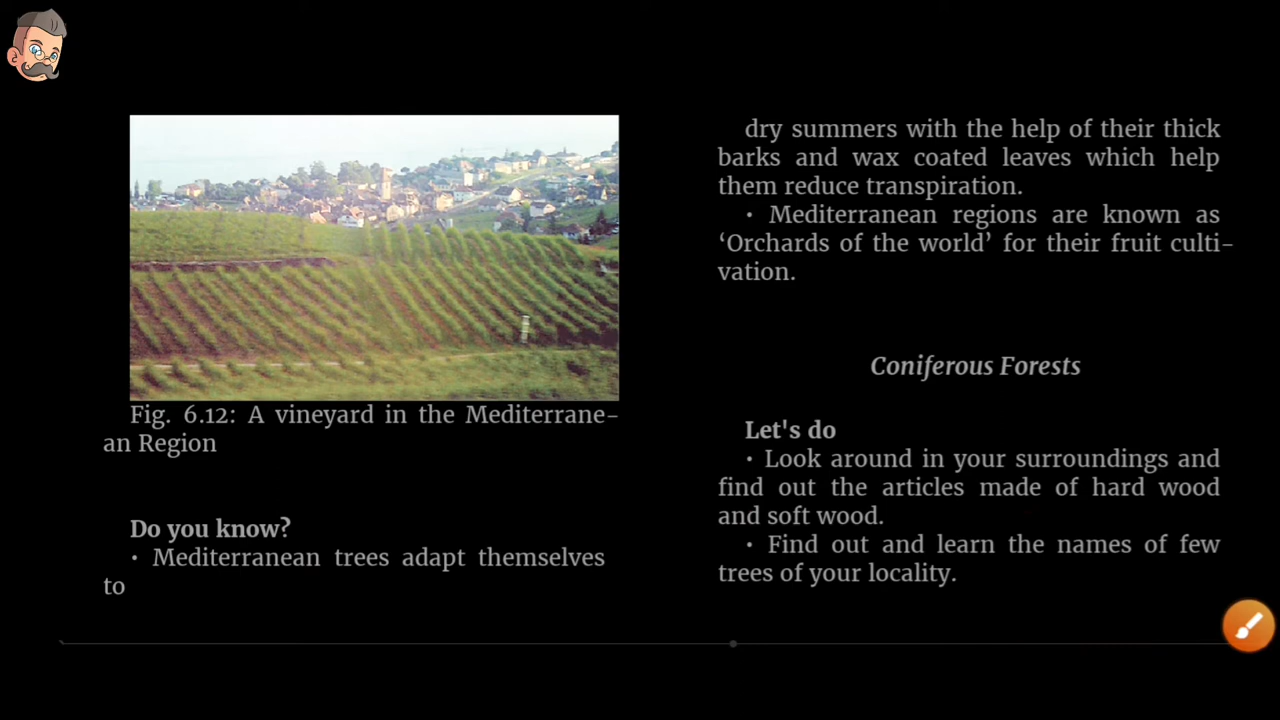 Fig. 6.12: A vineyard in the Mediterrane-
an Region
Do you know?
• Mediterranean trees adapt themselves
to
dry summers with the help of their thick
barks and wax coated leaves which help
them reduce transpiration.
• Mediterranean regions are known as
‘Orchards of the world’ for their fruit culti-
vation.
Coniferous Forests
Let's do
• Look around in your surroundings and
find out the articles made of hard wood
and soft wood.
• Find out and learn the names of few
trees of your locality.